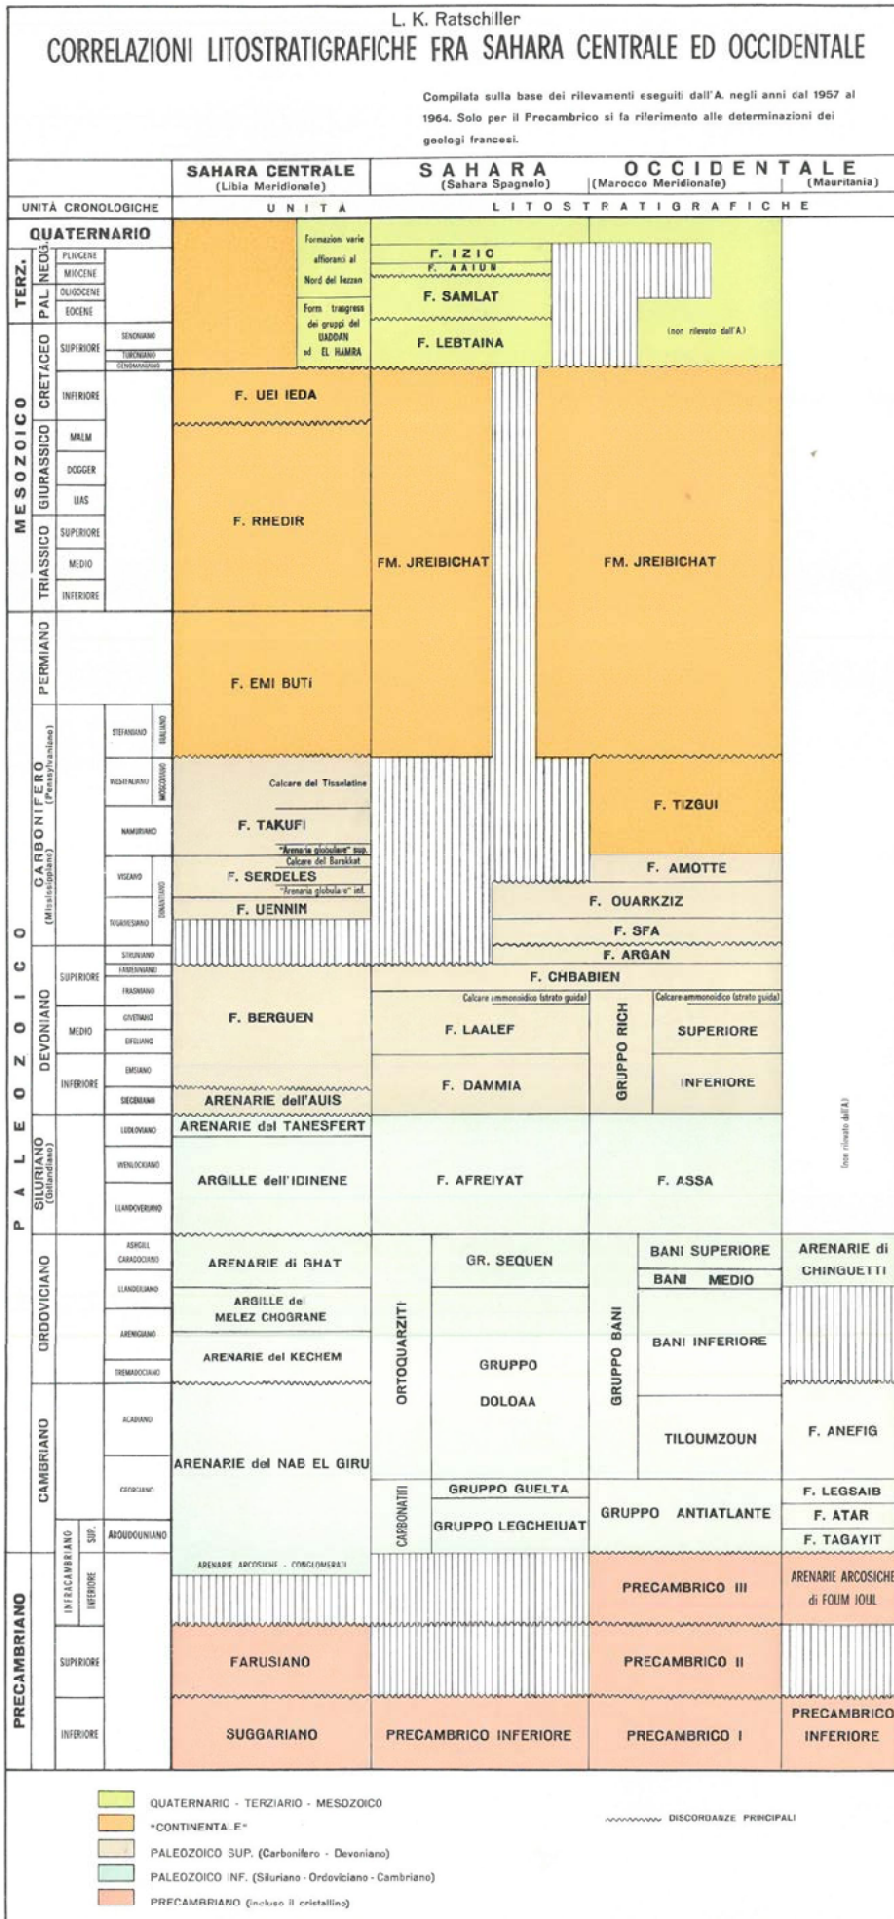 L. K. Ratschiller
CORRELAZIONI LITOSTRATIGRAFICHE FRA SAHARA CENTRALE ED OCCIDENTALE
Compilata sulla base dei rilevamenti eseguiti dall'A. negli anni dal 1957 al
1964. Solo per il Precambrico si fa riferimento alle determinazioni dei
geologi francesi.
SAHARA CENTRALE
(Libia Meridionale)
SAHARA OCCIDENTALE
(Sahara Spagnolo) (Marocco Meridionale) (Mauritania)
UNITÀ CRONOLOGICHE
UNITÀ LITOSTRATIGRAFICHE
QUATERNARIO
TERZ.
NEOG.
PLIOCENE
MIOCENE
PAL
OLIGOCENE
EOCENE
Formazion varie
affioranti al
Nord del Fezzan
Form trasgress
dei gruppi del
UADDAN
ed EL HAMRA
F. IZIC
F. AAIUN
F. SAMLAT
F. LEBTAINA
(non rilevato dall'A.)
MESOZOICO
CRETACEO
SUPERIORE
SENONIANO
TURONIANO
CENOMANIANO
INFERIORE
F. UEI IEDA
GIURASSICO
MALM
DOGGER
LIAS
F. RHEDIR
TRIASSICO
SUPERIORE
MEDIO
INFERIORE
FM. JREIBICHAT
FM. JREIBICHAT
PALEOZOICO
PERMIANO
F. EMI BUTI
CARBONIFERO
(Pennsylvaniano)
(Mississippiano)
STEFANIANO
URALIANO
WESTFALIANO
MOSCOVIANO
NAMURIANO
VISEANO
DINANTIANO
TOURNAISIANO
Calcare del Tisselatine
F. TAKUFI
"Arenaria globulare" sup.
Calcare del Barakkat
F. SERDELES
"Arenaria globulare" inf.
F. UENNIN
F. TIZGUI
F. AMOTTE
F. OUARKZIZ
F. SFA
F. ARGAN
F. CHBABIEN
DEVONIANO
SUPERIORE
STRUNIANO
FAMENNIANO
FRASNIANO
MEDIO
GIVETIANO
EIFELIANO
INFERIORE
EMSIANO
SIEGENIANO
F. BERGUEN
ARENARIE dell'AUIS
Calcare ammonoidico (strato guida)
F. LAALEF
F. DAMMIA
GRUPPO RICH
Calcare ammonoidico (strato guida)
SUPERIORE
INFERIORE
(non rilevato dall'A.)
SILURIANO
(Gotlandiano)
LUDLOVIANO
WENLOCKIANO
LLANDOVERIANO
ARENARIE del TANESFERT
ARGILLE dell'IDINENE
F. AFREIYAT
F. ASSA
ORDOVICIANO
ASHGILL
CARADOCIANO
LLANDEILIANO
ARENIGIANO
TREMADOCIANO
ARENARIE di GHAT
ARGILLE del
MELEZ CHOGRANE
ARENARIE del KECHEM
ORTOQUARZITI
GR. SEQUEN
GRUPPO
DOLOAA
GRUPPO BANI
BANI SUPERIORE
BANI MEDIO
BANI INFERIORE
TILOUMZOUN
ARENARIE di
CHINGUETTI
CAMBRIANO
ACADIANO
GEORGIANO
ADOUDOUNIANO
ARENARIE del NAB EL GIRU
ARENARIE ARCOSICHE - CONGLOMERATI
CARBONATITI
GRUPPO GUELTA
GRUPPO LEGCHEIUAT
GRUPPO ANTIATLANTE
F. ANEFIG
F. LEGSAIB
F. ATAR
F. TAGAYIT
PRECAMBRIANO
INFRACAMBRIANO
SUP.
INFERIORE
PRECAMBRICO III
ARENARIE ARCOSICHE
di FOUM JOUL
SUPERIORE
FARUSIANO
PRECAMBRICO II
INFERIORE
SUGGARIANO
PRECAMBRICO INFERIORE
PRECAMBRICO I
PRECAMBRICO
INFERIORE
QUATERNARIO - TERZIARIO - MESOZOICO
"CONTINENTALE"
PALEOZOICO SUP. (Carbonifero - Devoniano)
PALEOZOICO INF. (Siluriano - Ordoviciano - Cambriano)
PRECAMBRIANO (incluso il cristallino)
DISCORDANZE PRINCIPALI